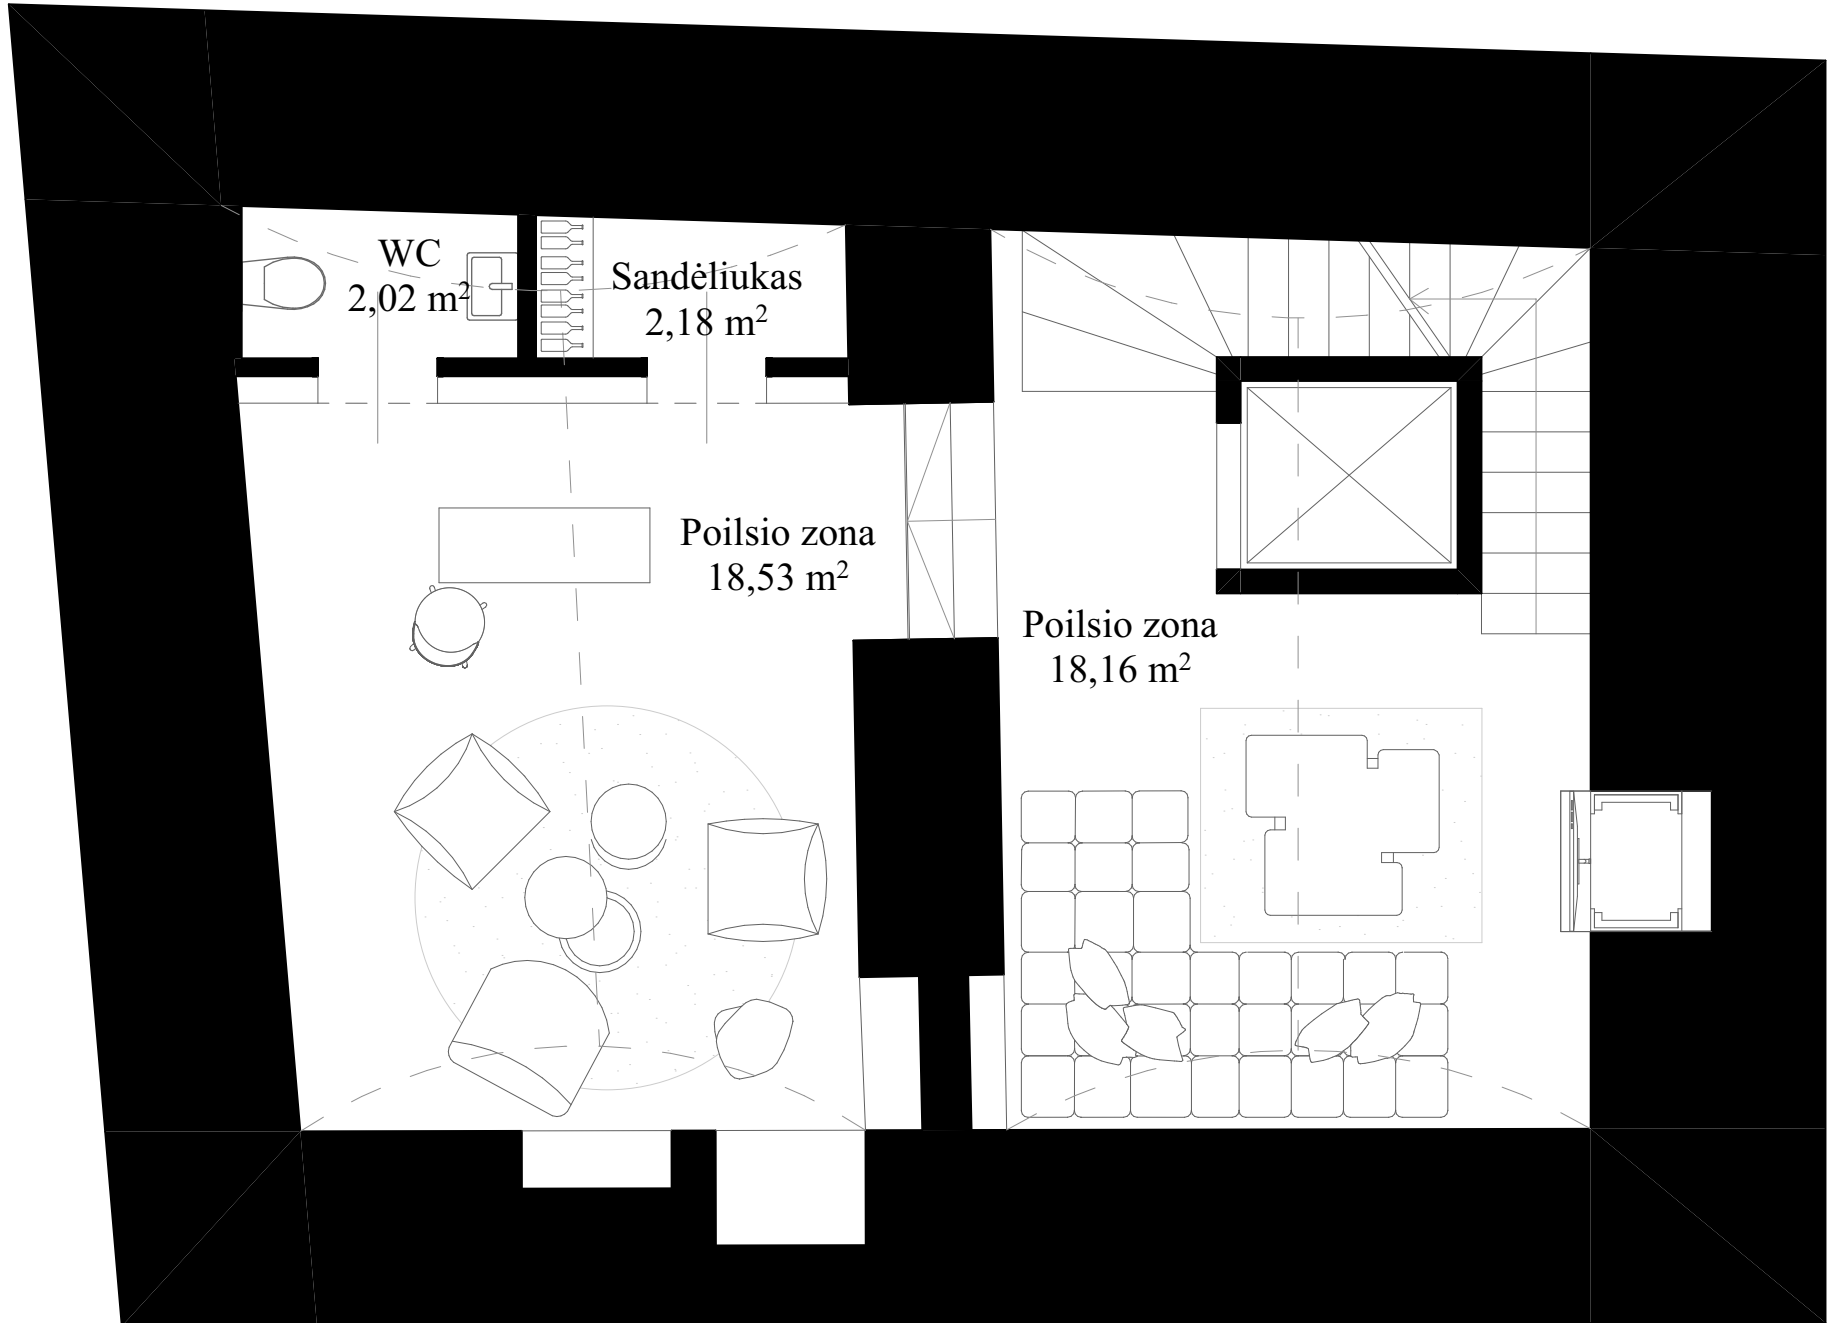 WC
2,02 m²
Sandėliukas
2,18 m²
Poilsio zona
18,53 m²
Poilsio zona
18,16 m²